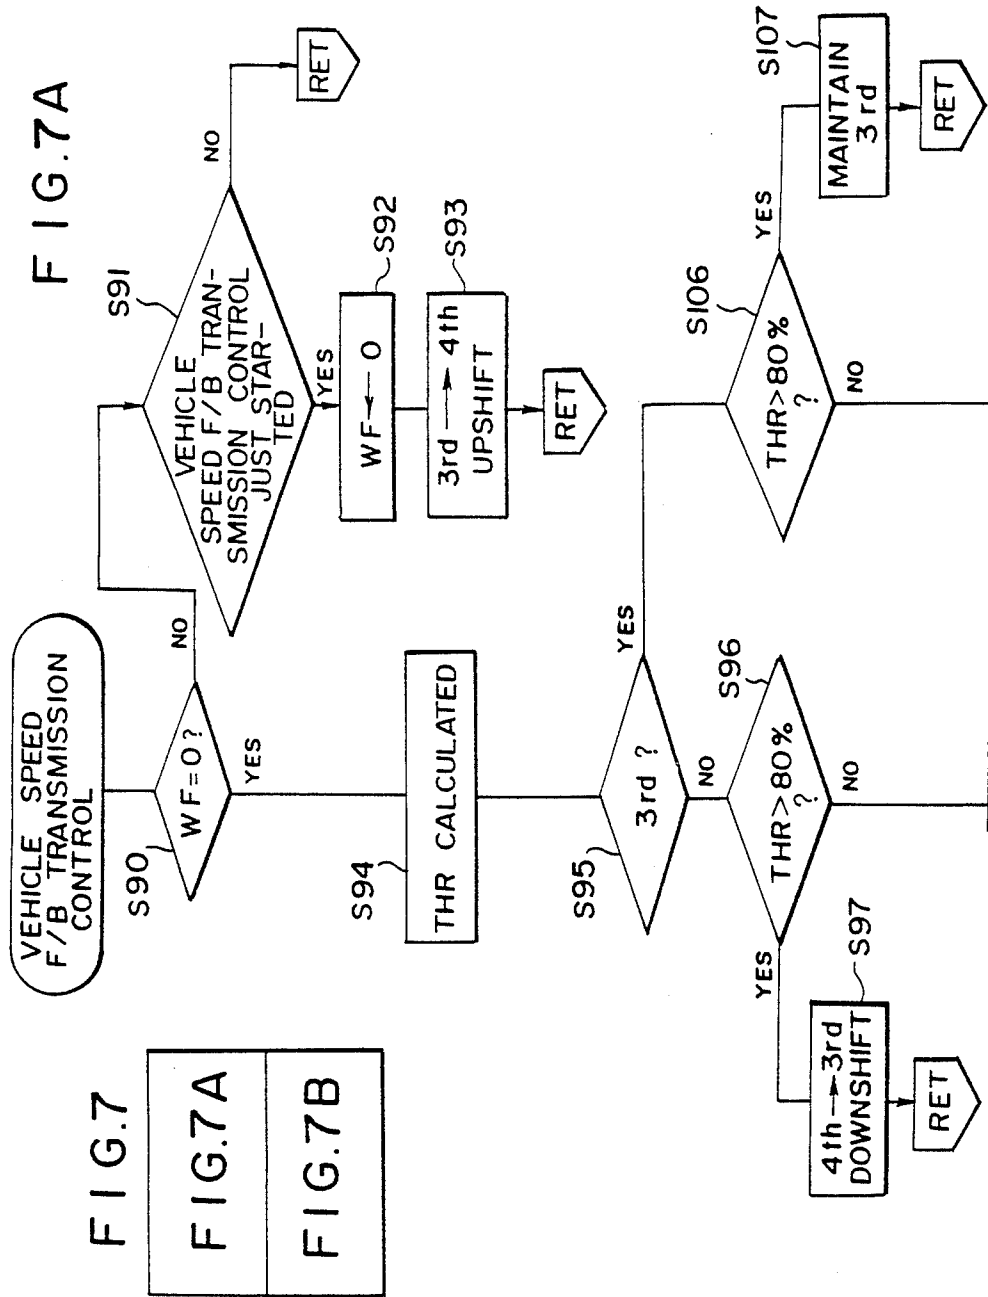 FIG.7
FIG.7A
FIG.7B
FIG.7A
VEHICLE SPEED
F/B TRANSMISSION
CONTROL
S90
WF=0?
NO
YES
S91
VEHICLE
SPEED F/B TRAN-
SMISSION CONTROL
JUST STAR-
TED
NO
RET
YES
S92
WF←0
S93
3rd→4th
UPSHIFT
RET
S94
THR CALCULATED
S95
3rd ?
YES
NO
S96
THR>80%
?
YES
NO
S97
4th→3rd
DOWNSHIFT
RET
S106
THR>80%
?
YES
NO
S107
MAINTAIN
3rd
RET